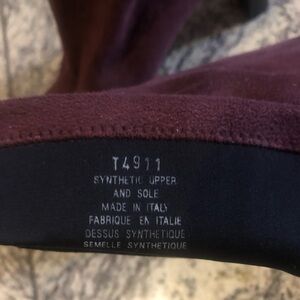 T4911
SYNTHETIC UPPER
AND SOLE
MADE IN ITALY
FABRIQUE EN ITALIE
DESSUS SYNTHETIQUE
SEMELLE SYNTHETIQUE